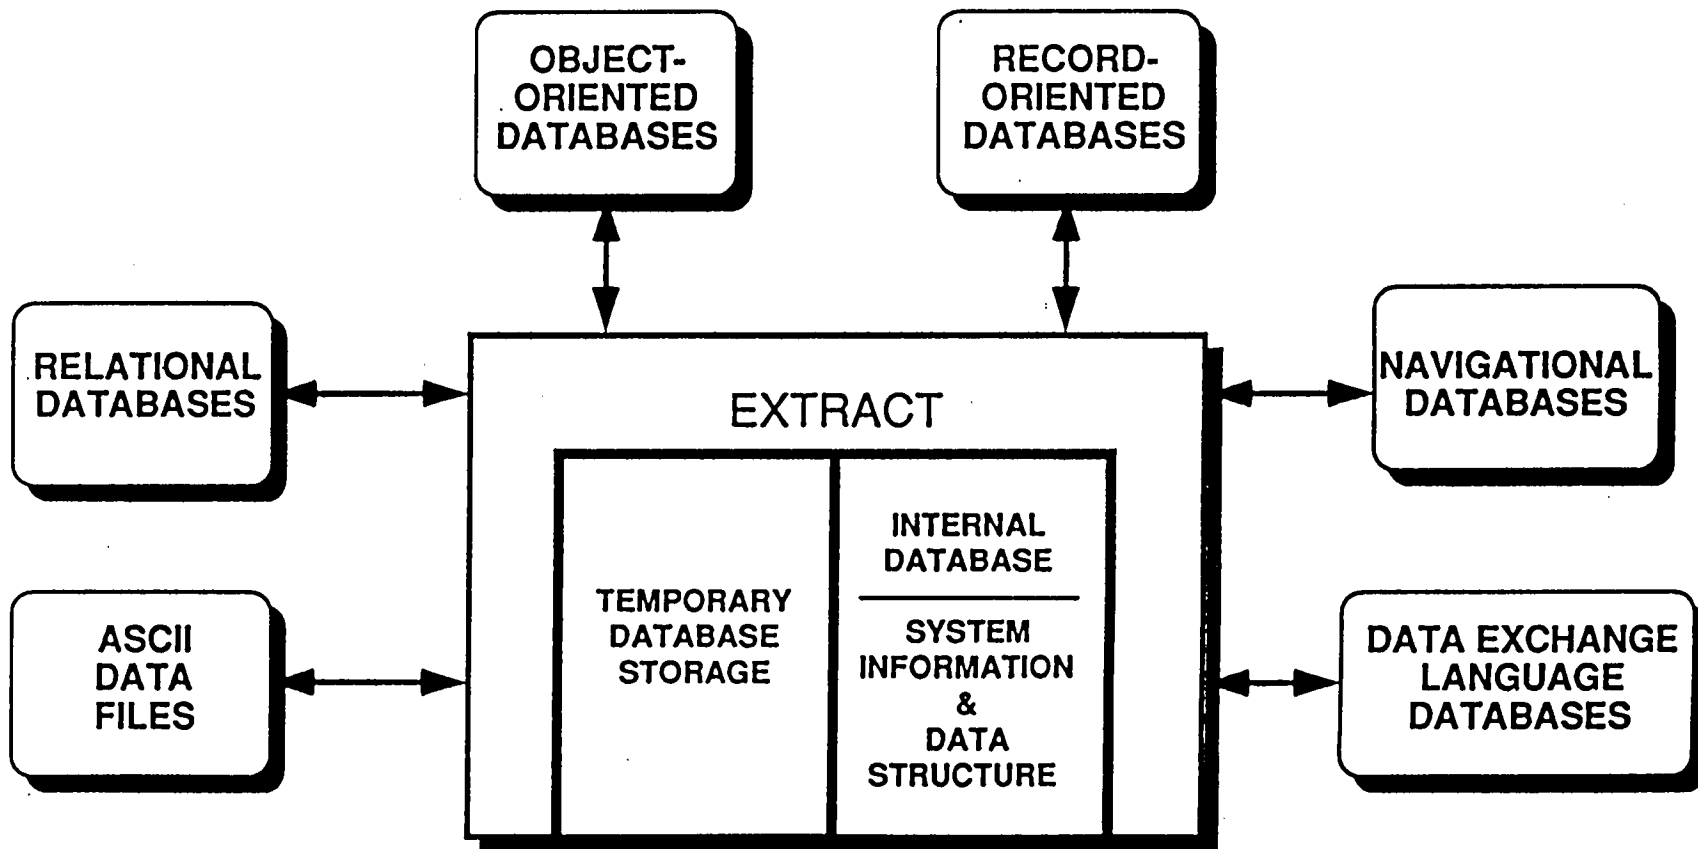 OBJECT-
ORIENTED
DATABASES
RECORD-
ORIENTED
DATABASES
RELATIONAL
DATABASES
NAVIGATIONAL
DATABASES
EXTRACT
ASCII
DATA
FILES
TEMPORARY
DATABASE
STORAGE
INTERNAL
DATABASE
SYSTEM
INFORMATION
&
DATA
STRUCTURE
DATA EXCHANGE
LANGUAGE
DATABASES